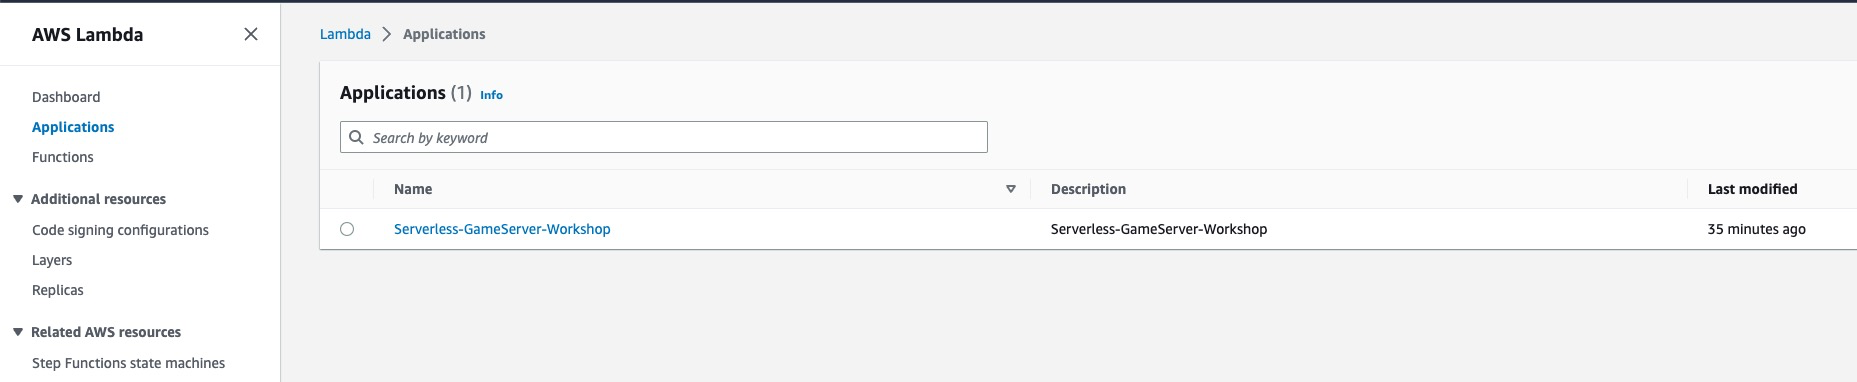 AWS Lambda
Dashboard
Applications
Functions
Additional resources
Code signing configurations
Layers
Replicas
Related AWS resources
Step Functions state machines
Lambda Applications
Applications (1) Info
Search by keyword
Name Description Last modified
Serverless-GameServer-Workshop Serverless-GameServer-Workshop 35 minutes ago